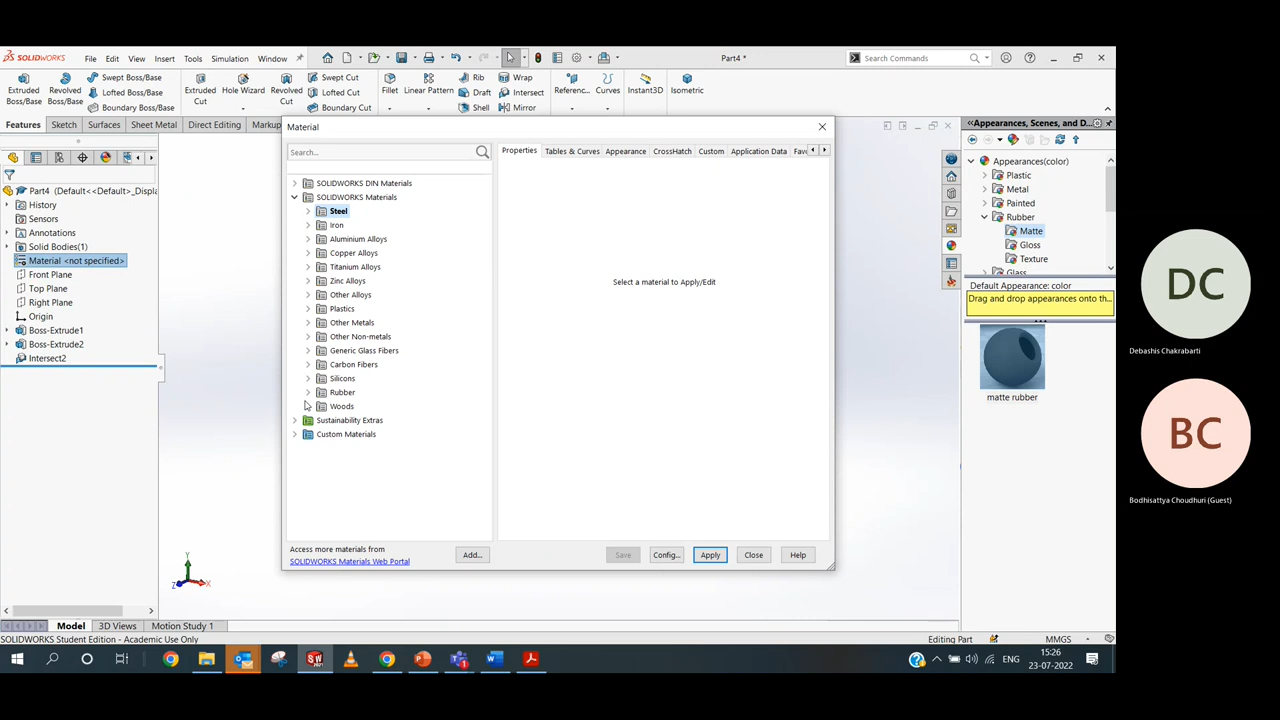 SOLIDWORKS File Edit View Insert Tools Simulation Window Part4 * Search Commands
Extruded Boss/Base
Revolved Boss/Base
Swept Boss/Base
Lofted Boss/Base
Boundary Boss/Base
Extruded Cut
Hole Wizard
Revolved Cut
Swept Cut
Lofted Cut
Boundary Cut
Fillet
Linear Pattern
Rib
Draft
Shell
Wrap
Intersect
Mirror
Referenc...
Curves
Instant3D
Isometric
Features Sketch Surfaces Sheet Metal Direct Editing Markup
Part4 (Default<<Default>_Displa
History
Sensors
Annotations
Solid Bodies(1)
Material <not specified>
Front Plane
Top Plane
Right Plane
Origin
Boss-Extrude1
Boss-Extrude2
Intersect2
Material
Search...
SOLIDWORKS DIN Materials
SOLIDWORKS Materials
Steel
Iron
Aluminium Alloys
Copper Alloys
Titanium Alloys
Zinc Alloys
Other Alloys
Plastics
Other Metals
Other Non-metals
Generic Glass Fibers
Carbon Fibers
Silicons
Rubber
Woods
Sustainability Extras
Custom Materials
Access more materials from
SOLIDWORKS Materials Web Portal
Add...
Properties Tables & Curves Appearance CrossHatch Custom Application Data Fav
Select a material to Apply/Edit
Save Config... Apply Close Help
Appearances, Scenes, and D...
Appearances(color)
Plastic
Metal
Painted
Rubber
Matte
Gloss
Texture
Glass
Default Appearance: color
Drag and drop appearances onto th...
matte rubber
DC
Debashis Chakrabarti
BC
Bodhisattya Choudhuri (Guest)
Y
Z
X
Model 3D Views Motion Study 1
SOLIDWORKS Student Edition - Academic Use Only Editing Part MMGS
ENG
15:26
23-07-2022